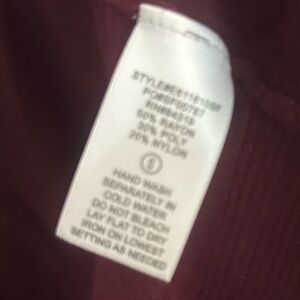 50% RAYON
30% POLY
20% NYLON
S
HAND WASH
SEPARATELY IN
COLD WATER
DO NOT BLEACH
LAY FLAT TO DRY
IRON ON LOWEST
SETTING AS NEEDED